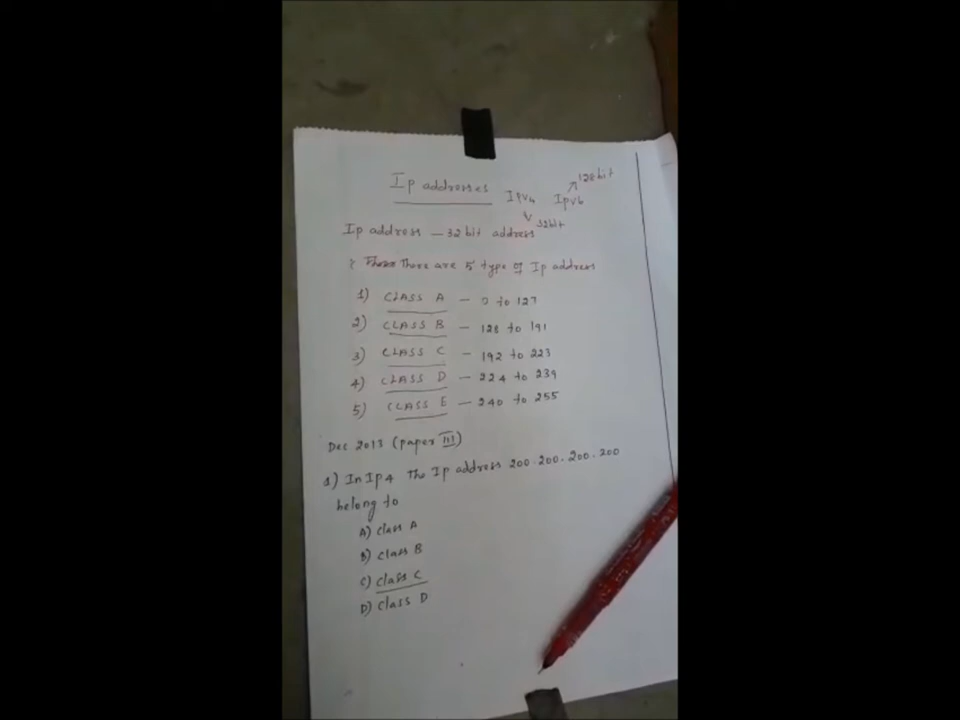 Ip addresses
IPV4 IPV6 128 bit
32 bit
Ip address - 32 bit address
There are 5 type of Ip address
1) CLASS A - 0 to 127
2) CLASS B - 128 to 191
3) CLASS C - 192 to 223
4) CLASS D - 224 to 239
5) CLASS E - 240 to 255
Dec 2013 (paper III)
1) In Ip4 The Ip address 200.200.200.200
belong to
A) Class A
B) Class B
C) Class C
D) Class D